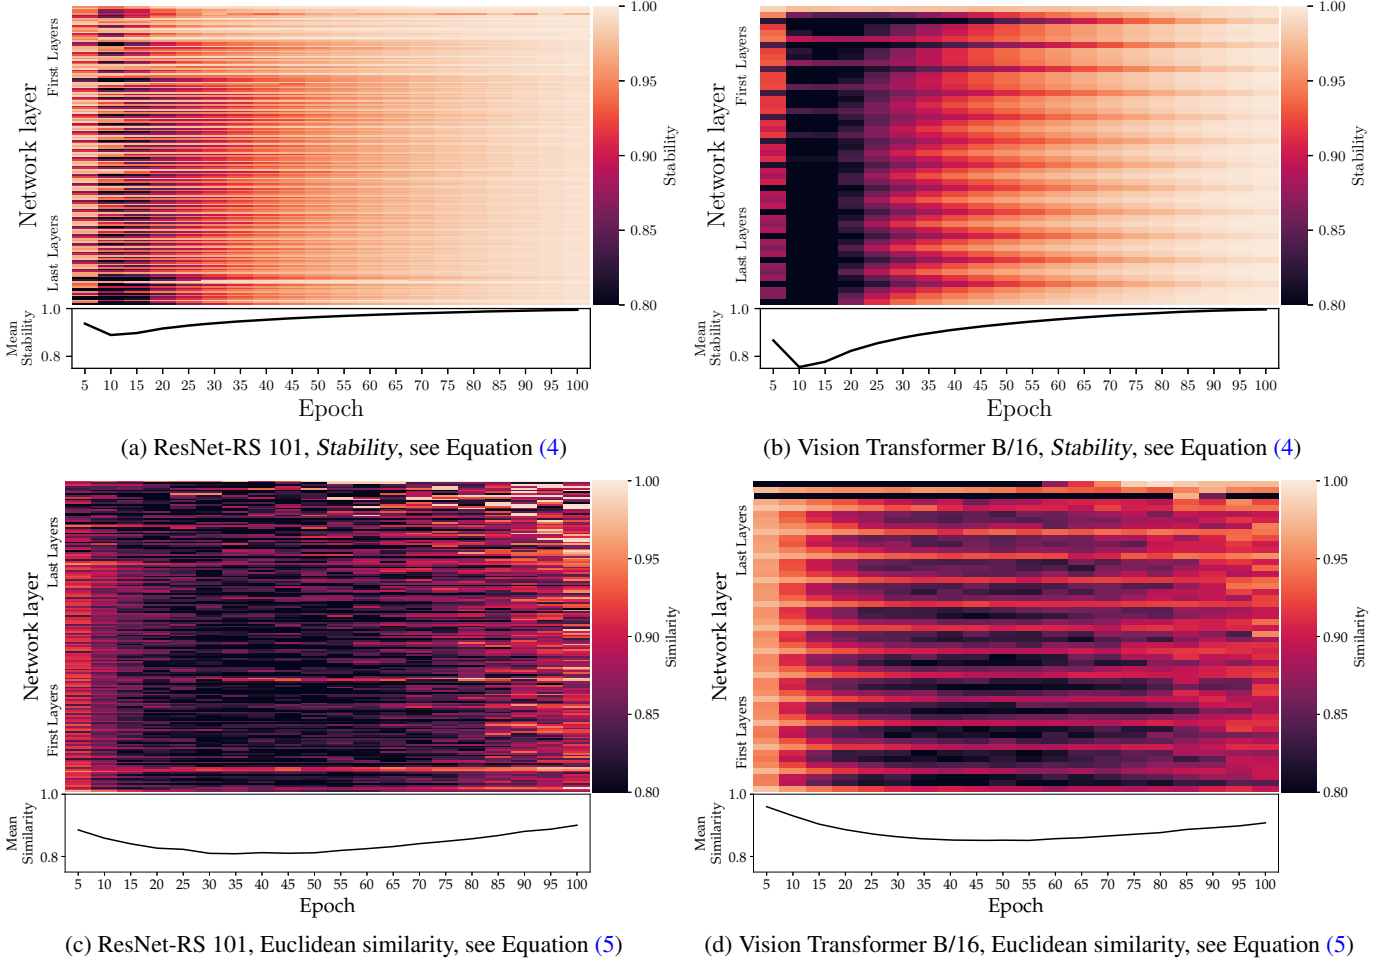 Network layer
First Layers
Last Layers
1.00
0.95
0.90
0.85
0.80
Stability
Mean
Stability
1.0
0.8
5 10 15 20 25 30 35 40 45 50 55 60 65 70 75 80 85 90 95 100
Epoch
(a) ResNet-RS 101, Stability, see Equation (4)
Network layer
First Layers
Last Layers
1.00
0.95
0.90
0.85
0.80
Stability
Mean
Stability
1.0
0.8
5 10 15 20 25 30 35 40 45 50 55 60 65 70 75 80 85 90 95 100
Epoch
(b) Vision Transformer B/16, Stability, see Equation (4)
Network layer
Last Layers
First Layers
1.00
0.95
0.90
0.85
0.80
Similarity
Mean
Similarity
1.0
0.8
5 10 15 20 25 30 35 40 45 50 55 60 65 70 75 80 85 90 95 100
Epoch
(c) ResNet-RS 101, Euclidean similarity, see Equation (5)
Network layer
Last Layers
First Layers
1.00
0.95
0.90
0.85
0.80
Similarity
Mean
Similarity
1.0
0.8
5 10 15 20 25 30 35 40 45 50 55 60 65 70 75 80 85 90 95 100
Epoch
(d) Vision Transformer B/16, Euclidean similarity, see Equation (5)